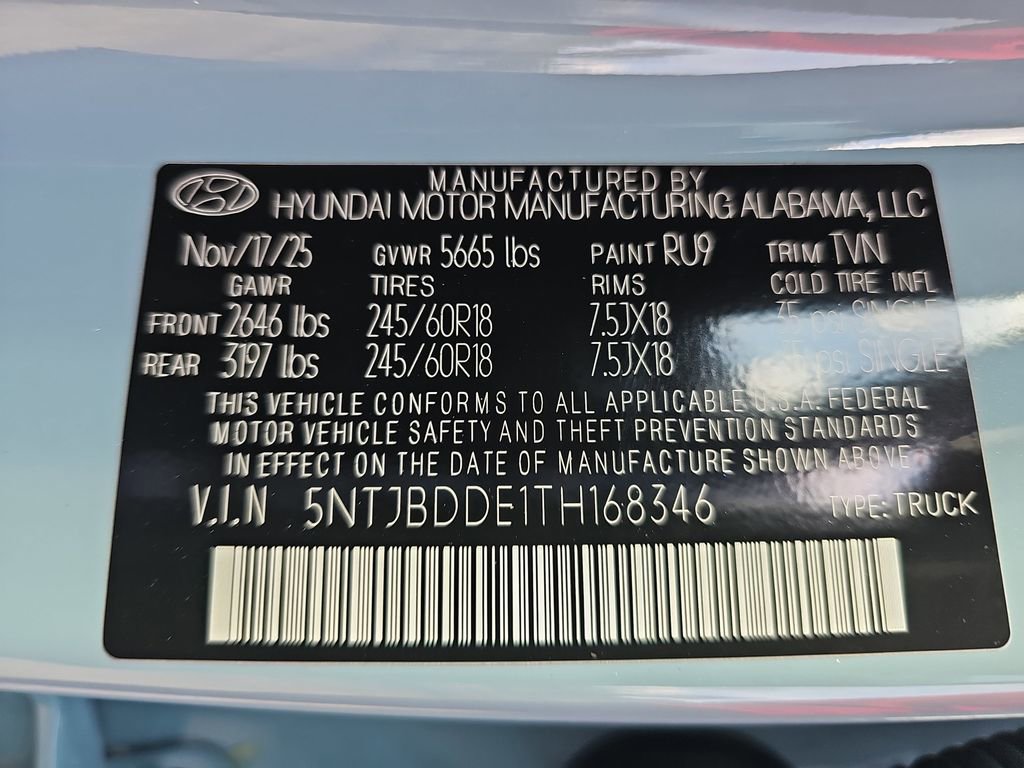 MANUFACTURED BY
HYUNDAI MOTOR MANUFACTURING ALABAMA, LLC
Nov/17/25 GVWR 5665 lbs PAINT RU9 TRIM TVN
GAWR TIRES RIMS COLD TIRE INFL
FRONT 2646 lbs 245/60R18 7.5JX18 35 psi SINGLE
REAR 3197 lbs 245/60R18 7.5JX18 35 psi SINGLE
THIS VEHICLE CONFORMS TO ALL APPLICABLE U.S.A. FEDERAL
MOTOR VEHICLE SAFETY AND THEFT PREVENTION STANDARDS
IN EFFECT ON THE DATE OF MANUFACTURE SHOWN ABOVE
V.I.N 5NTJBDDE1TH168346 TYPE: TRUCK